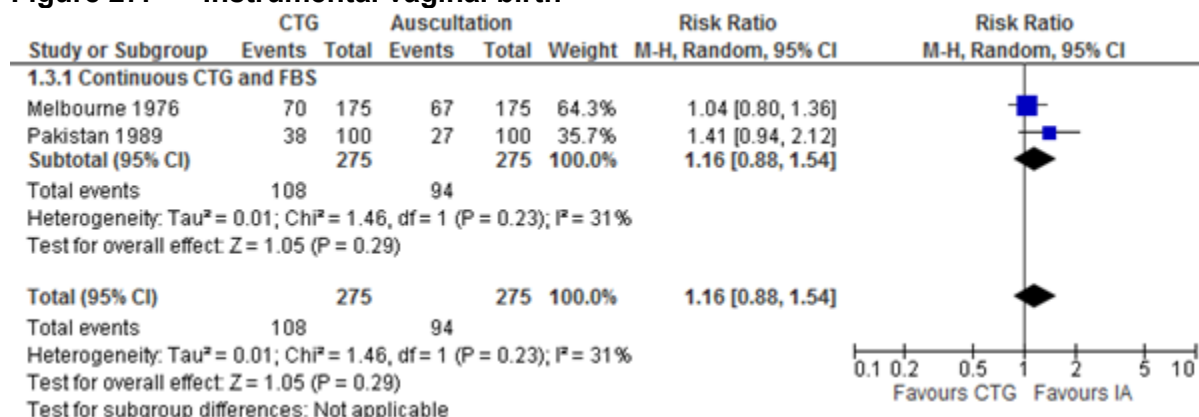 Figure 2.1 Instrumental vaginal birth
CTG Auscultation Risk Ratio Risk Ratio
Study or Subgroup Events Total Events Total Weight M-H, Random, 95% CI M-H, Random, 95% CI
1.3.1 Continuous CTG and FBS
Melbourne 1976 70 175 67 175 64.3% 1.04 [0.80, 1.36]
Pakistan 1989 38 100 27 100 35.7% 1.41 [0.94, 2.12]
Subtotal (95% CI) 275 275 100.0% 1.16 [0.88, 1.54]
Total events 108 94
Heterogeneity: Tau² = 0.01; Chi² = 1.46, df = 1 (P = 0.23); I² = 31%
Test for overall effect: Z = 1.05 (P = 0.29)
Total (95% CI) 275 275 100.0% 1.16 [0.88, 1.54]
Total events 108 94
Heterogeneity: Tau² = 0.01; Chi² = 1.46, df = 1 (P = 0.23); I² = 31%
Test for overall effect: Z = 1.05 (P = 0.29)
Test for subgroup differences: Not applicable
0.1 0.2 0.5 1 2 5 10
Favours CTG Favours IA